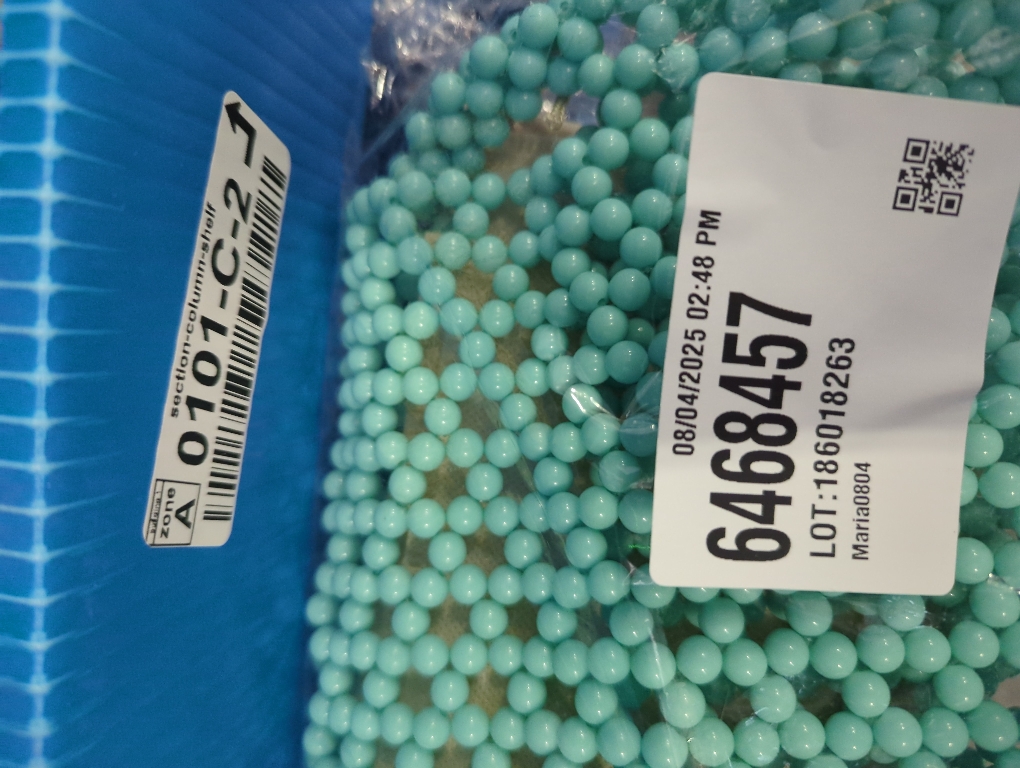 section-column-shelf
0101-C-2
zone
A
08/04/2025 02:48 PM
6468457
LOT:186018263
Maria0804